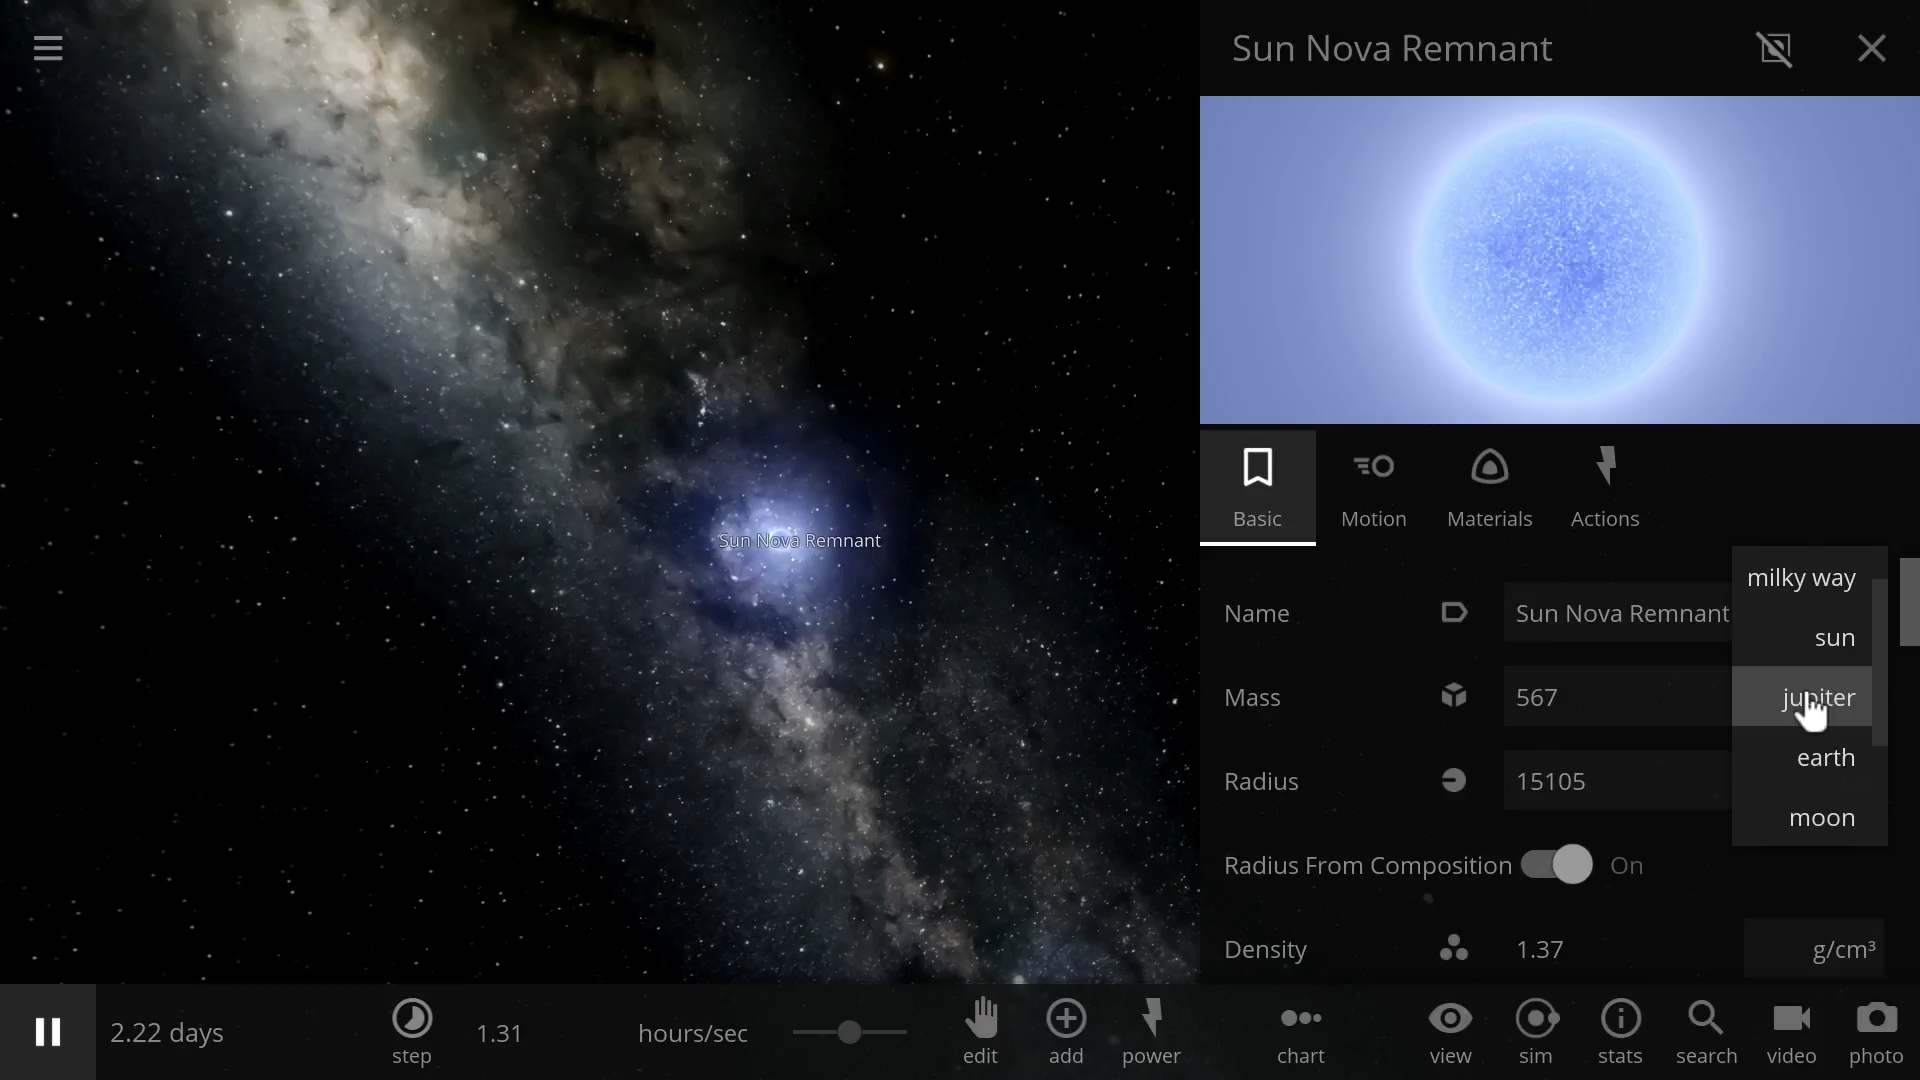 Sun Nova Remnant
Sun Nova Remnant
Basic
Motion
Materials
Actions
Name
Sun Nova Remnant
milky way
sun
Mass
567
jupiter
earth
Radius
15105
moon
Radius From Composition
On
Density
1.37
g/cm³
2.22 days
step
1.31
hours/sec
edit
add
power
chart
view
sim
stats
search
video
photo